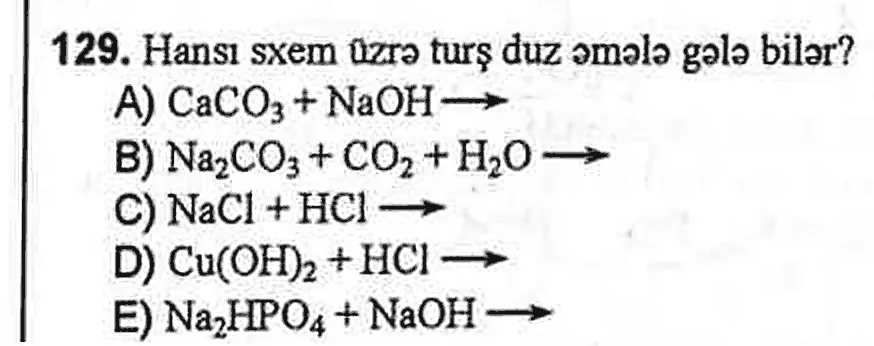 129. Hansı sxem üzrə turş duz əmələ gələ bilər?
A) CaCO₃ + NaOH ⟶
B) Na₂CO₃ + CO₂ + H₂O ⟶
C) NaCl + HCl ⟶
D) Cu(OH)₂ + HCl ⟶
E) Na₂HPO₄ + NaOH ⟶